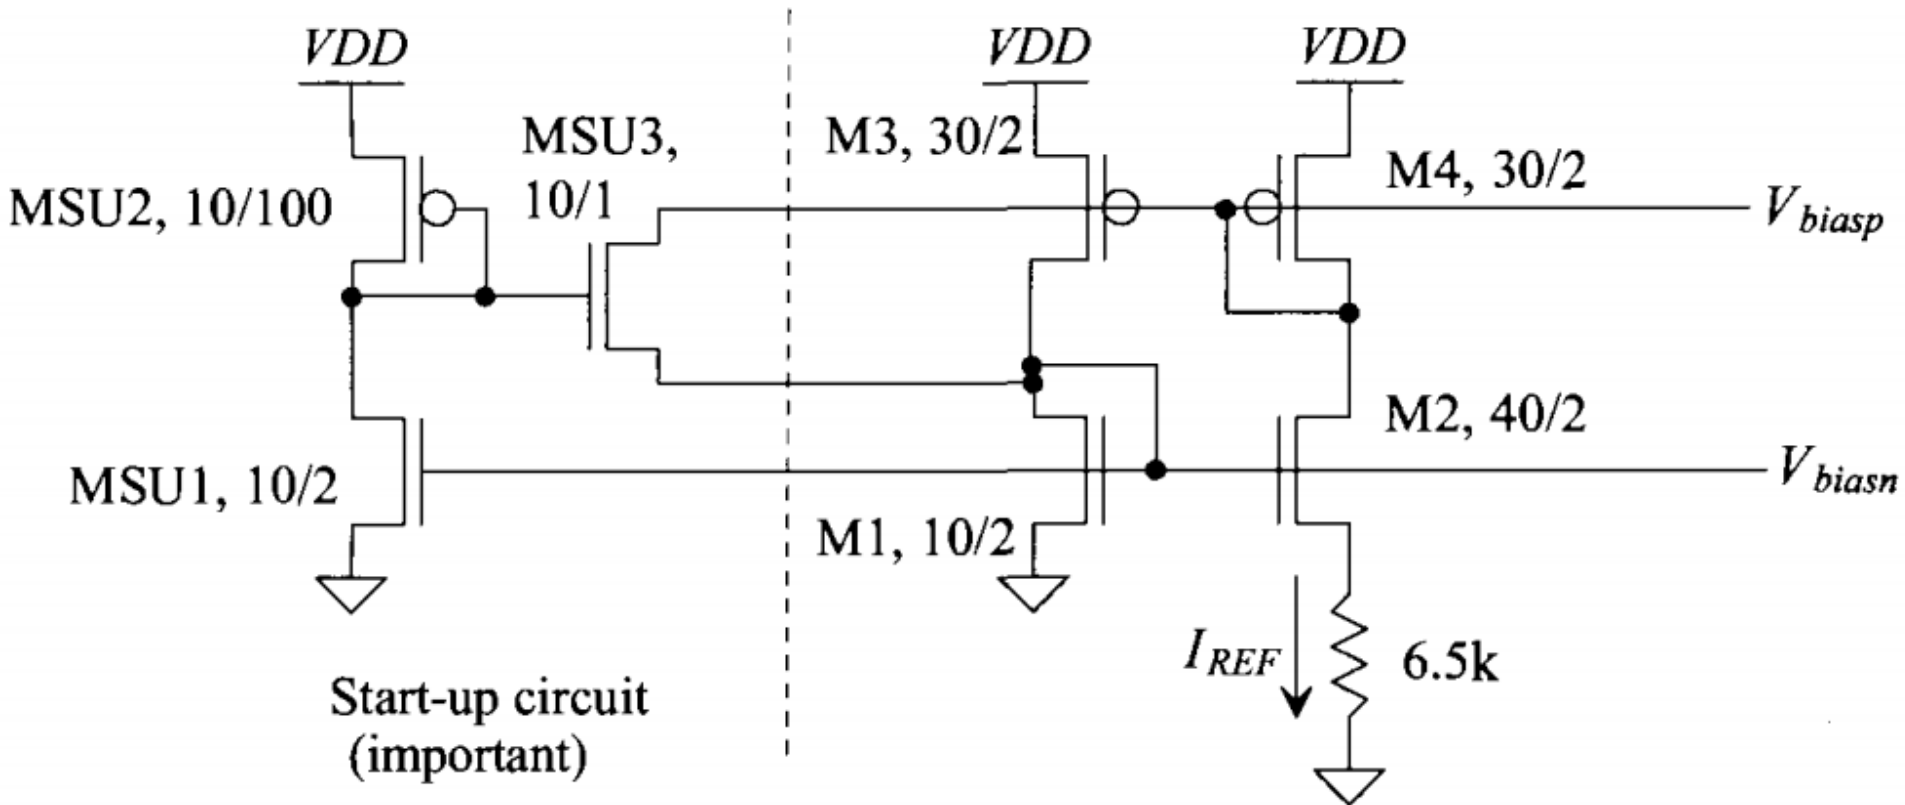 VDD
VDD
VDD
MSU3,
10/1
M3, 30/2
M4, 30/2
MSU2, 10/100
Vbiasp
M2, 40/2
MSU1, 10/2
Vbiasn
M1, 10/2
IREF
6.5k
Start-up circuit
(important)